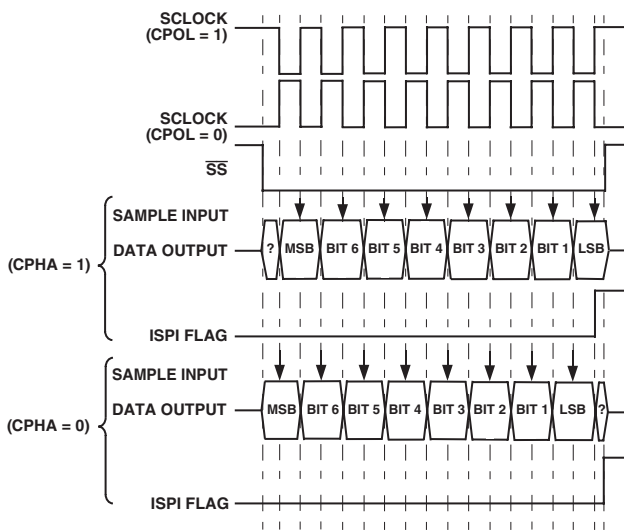 SCLOCK
(CPOL = 1)
SCLOCK
(CPOL = 0)
SS
SAMPLE INPUT
DATA OUTPUT
? MSB BIT 6 BIT 5 BIT 4 BIT 3 BIT 2 BIT 1 LSB
(CPHA = 1)
ISPI FLAG
SAMPLE INPUT
DATA OUTPUT
MSB BIT 6 BIT 5 BIT 4 BIT 3 BIT 2 BIT 1 LSB ?
(CPHA = 0)
ISPI FLAG